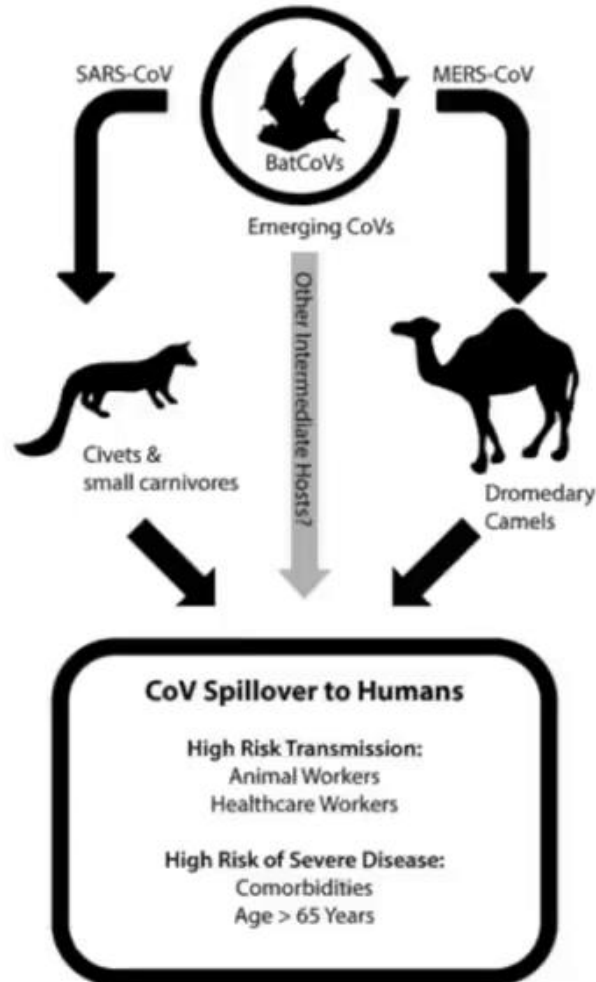 SARS-CoV
MERS-CoV
BatCoVs
Emerging CoVs
Other Intermediate Hosts?
Civets &
small carnivores
Dromedary
Camels
CoV Spillover to Humans
High Risk Transmission:
Animal Workers
Healthcare Workers
High Risk of Severe Disease:
Comorbidities
Age > 65 Years